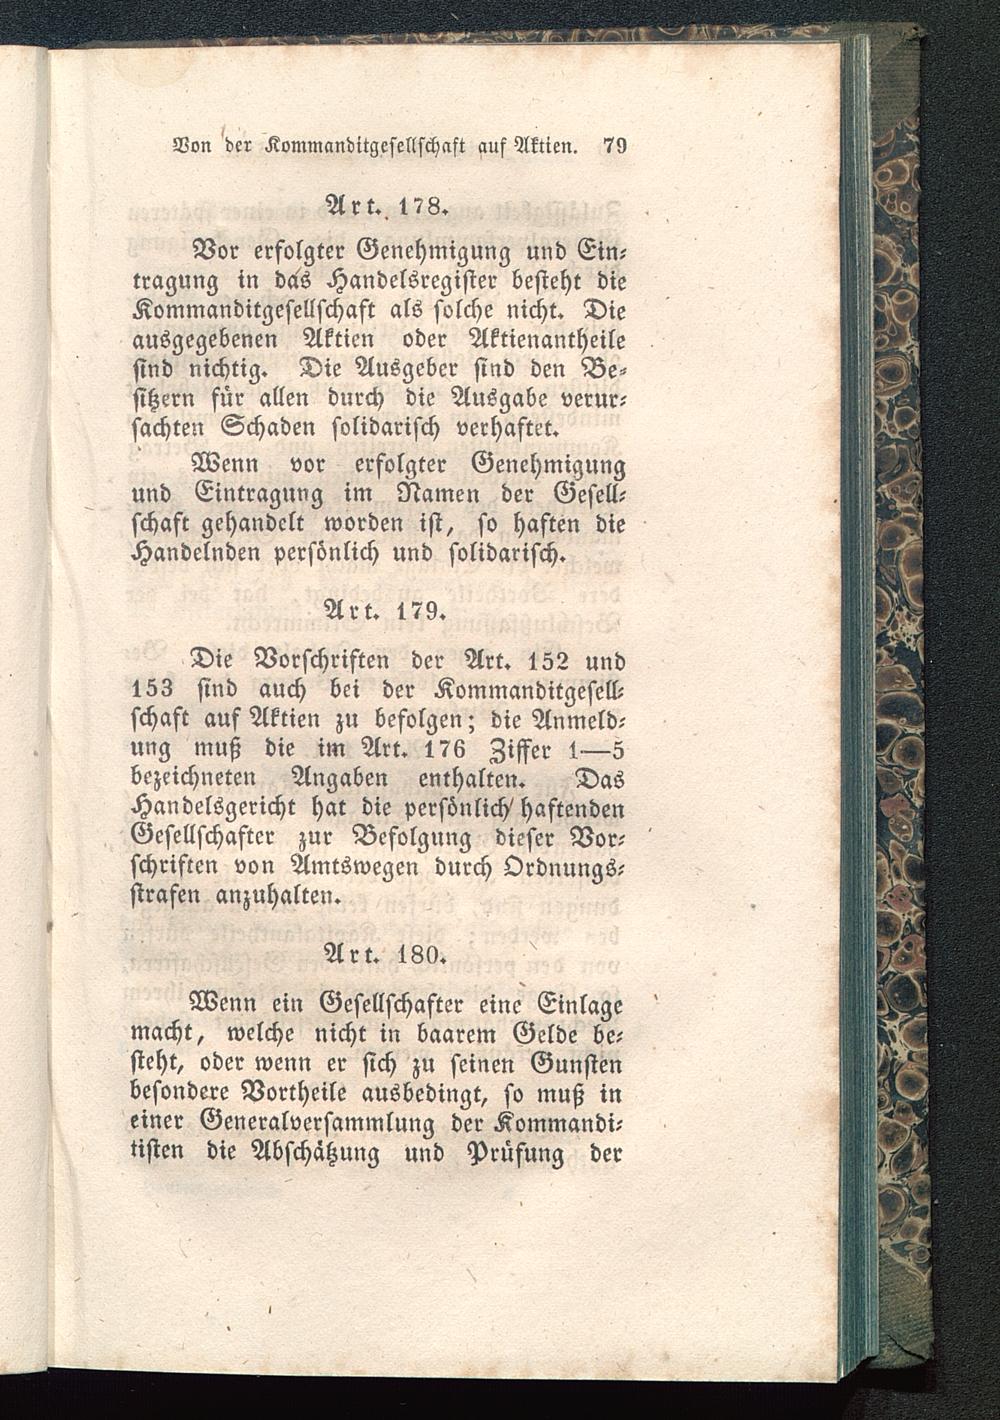 Von der Kommanditgesellschaft auf Aktien. 79
Art. 178.
Vor erfolgter Genehmigung und Ein-
tragung in das Handelsregister besteht die
Kommanditgesellschaft als solche nicht. Die
ausgegebenen Aktien oder Aktienantheile
sind nichtig. Die Ausgeber sind den Be-
sitzern für allen durch die Ausgabe verur-
sachten Schaden solidarisch verhaftet.
Wenn vor erfolgter Genehmigung
und Eintragung im Namen der Gesell-
schaft gehandelt worden ist, so haften die
Handelnden persönlich und solidarisch.
Art. 179.
Die Vorschriften der Art. 152 und
153 sind auch bei der Kommanditgesell-
schaft auf Aktien zu befolgen; die Anmeld-
ung muß die im Art. 176 Ziffer 1—5
bezeichneten Angaben enthalten. Das
Handelsgericht hat die persönlich haftenden
Gesellschafter zur Befolgung dieser Vor-
schriften von Amtswegen durch Ordnungs-
strafen anzuhalten.
Art. 180.
Wenn ein Gesellschafter eine Einlage
macht, welche nicht in baarem Gelde be-
steht, oder wenn er sich zu seinen Gunsten
besondere Vortheile ausbedingt, so muß in
einer Generalversammlung der Kommandi-
tisten die Abschätzung und Prüfung der